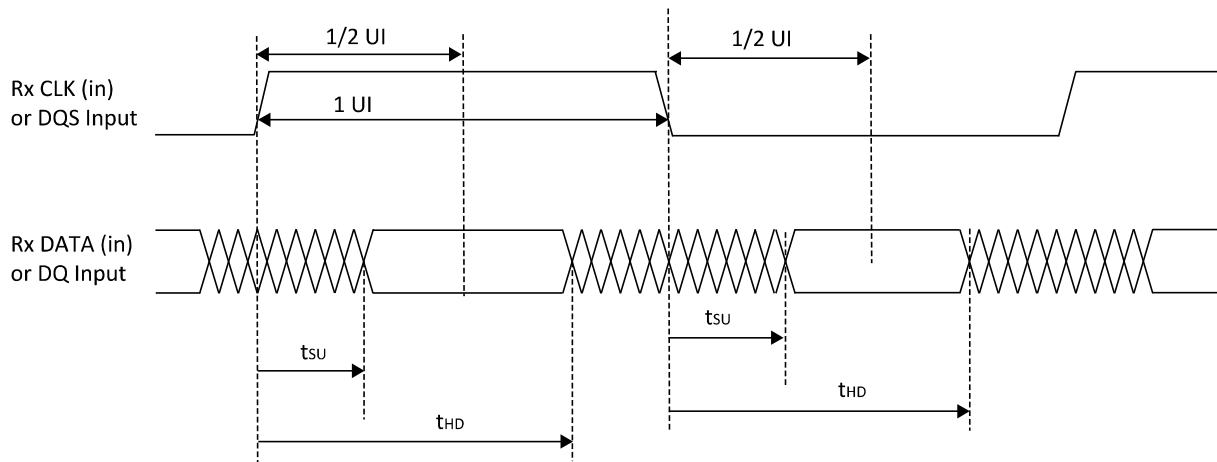 1/2 UI
1/2 UI
Rx CLK (in)
or DQS Input
1 UI
Rx DATA (in)
or DQ Input
tSU
tSU
tHD
tHD